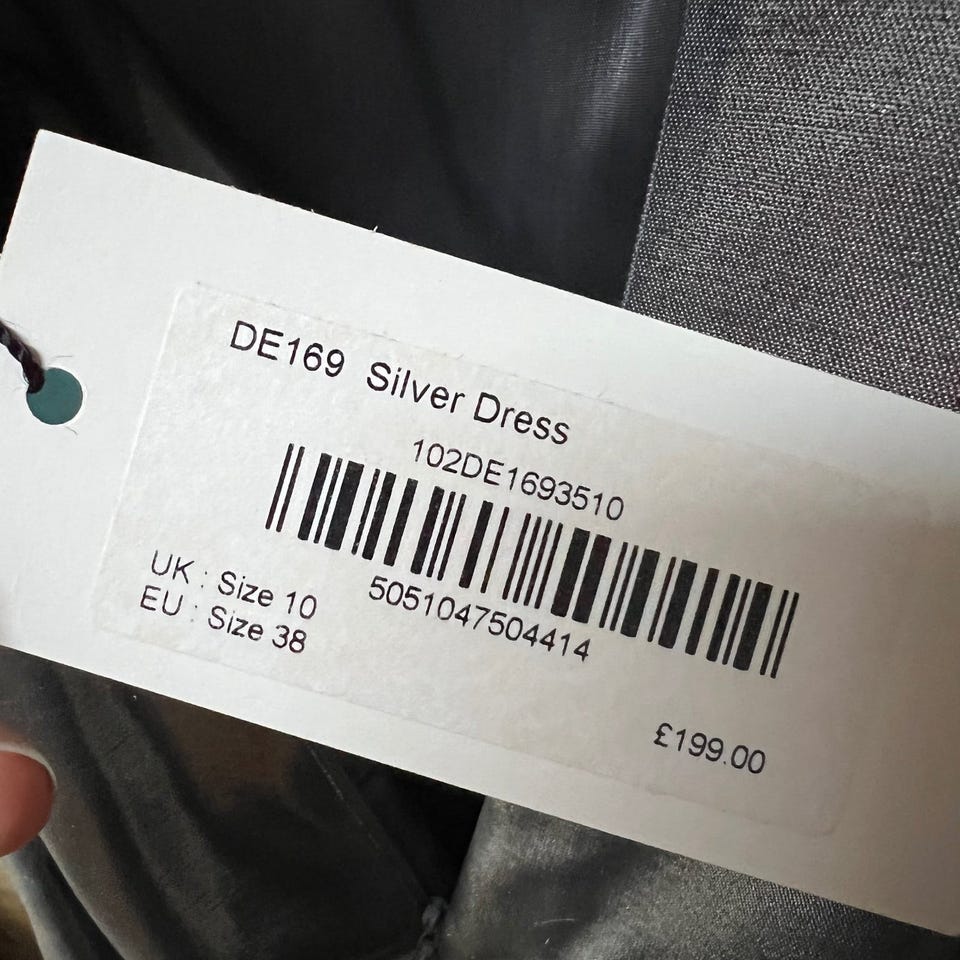 DE169 Silver Dress
102DE1693510
5051047504414
UK : Size 10
EU : Size 38
£199.00